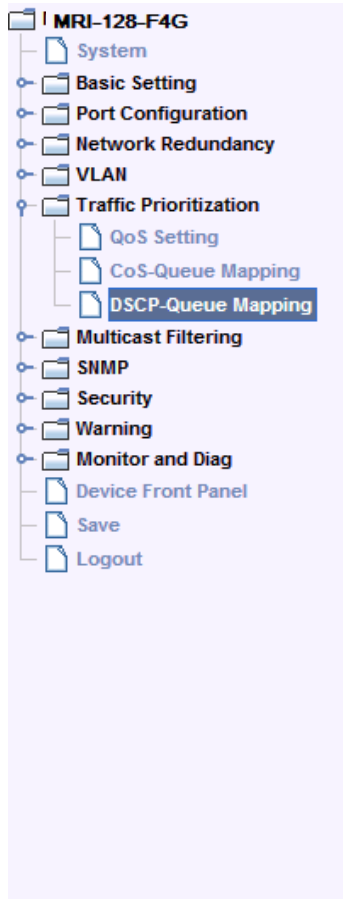 MRI-128-F4G
System
Basic Setting
Port Configuration
Network Redundancy
VLAN
Traffic Prioritization
QoS Setting
CoS-Queue Mapping
DSCP-Queue Mapping
Multicast Filtering
SNMP
Security
Warning
Monitor and Diag
Device Front Panel
Save
Logout